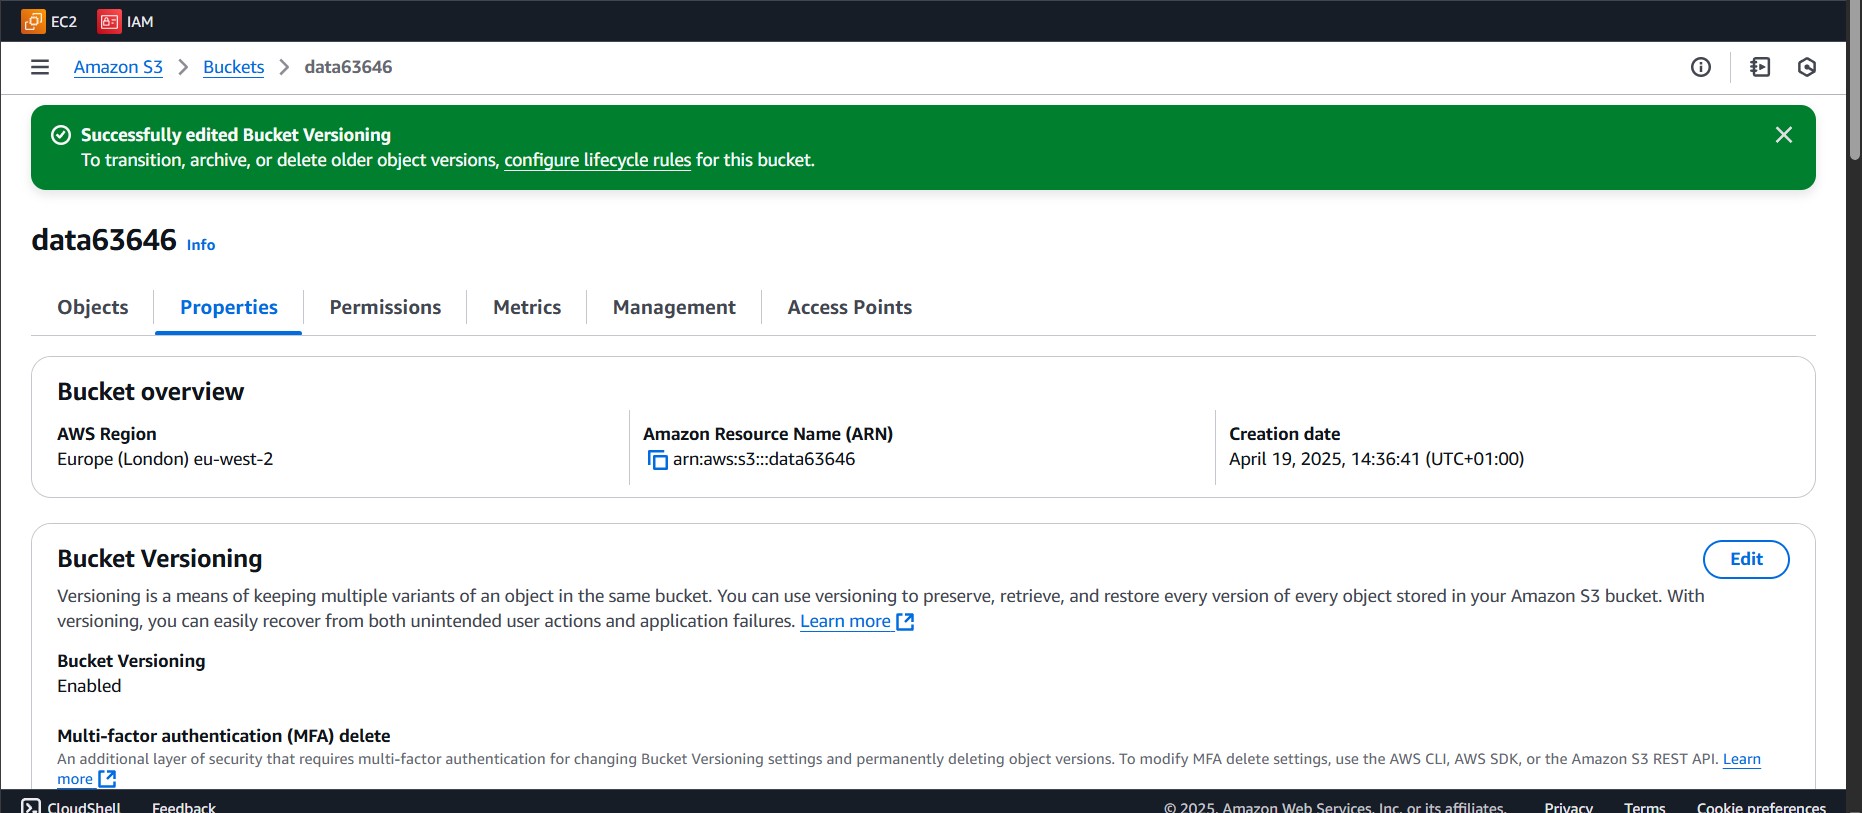 EC2 IAM
Amazon S3 > Buckets > data63646
Successfully edited Bucket Versioning
To transition, archive, or delete older object versions, configure lifecycle rules for this bucket.
data63646 Info
Objects Properties Permissions Metrics Management Access Points
Bucket overview
AWS Region
Europe (London) eu-west-2
Amazon Resource Name (ARN)
arn:aws:s3:::data63646
Creation date
April 19, 2025, 14:36:41 (UTC+01:00)
Bucket Versioning
Edit
Versioning is a means of keeping multiple variants of an object in the same bucket. You can use versioning to preserve, retrieve, and restore every version of every object stored in your Amazon S3 bucket. With
versioning, you can easily recover from both unintended user actions and application failures. Learn more
Bucket Versioning
Enabled
Multi-factor authentication (MFA) delete
An additional layer of security that requires multi-factor authentication for changing Bucket Versioning settings and permanently deleting object versions. To modify MFA delete settings, use the AWS CLI, AWS SDK, or the Amazon S3 REST API. Learn
more
CloudShell Feedback © 2025, Amazon Web Services, Inc. or its affiliates. Privacy Terms Cookie preferences